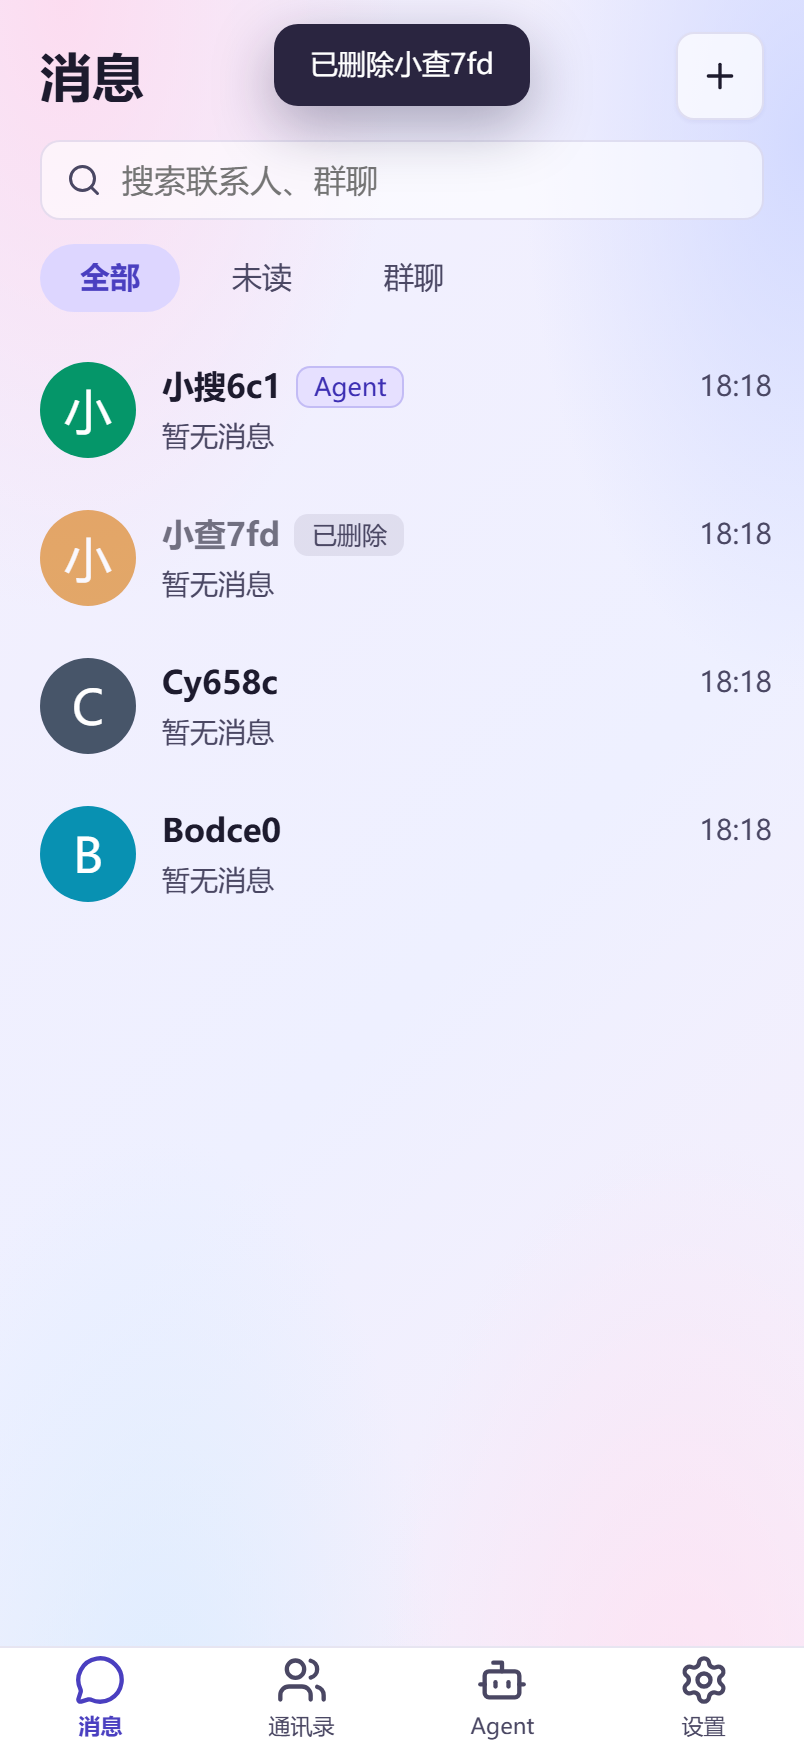 消息
已删除小查7fd
搜索联系人、群聊
全部
未读
群聊
小
小搜6c1
Agent
18:18
暂无消息
小
小查7fd
已删除
18:18
暂无消息
C
Cy658c
18:18
暂无消息
B
Bodce0
18:18
暂无消息
消息
通讯录
Agent
设置